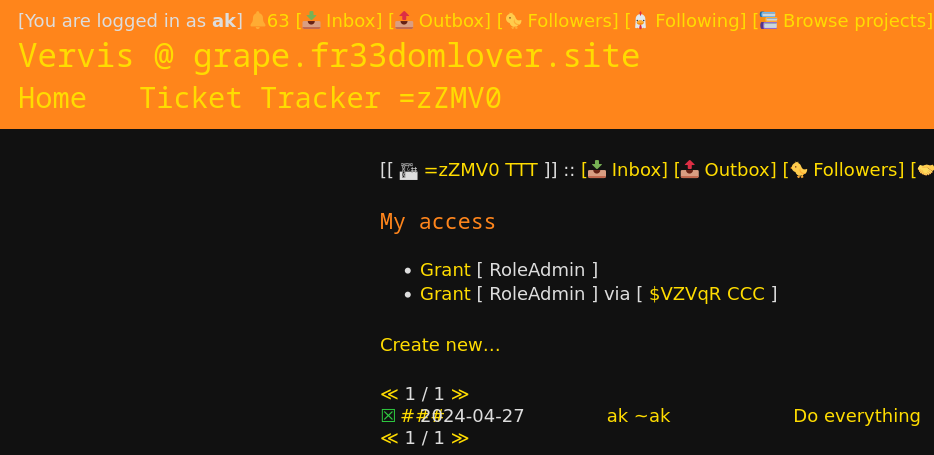 [You are logged in as ak] 🔔63 [📥 Inbox] [📤 Outbox] [🐤 Followers] [🐔 Following] [📚 Browse projects]
Vervis @ grape.fr33domlover.site
Home Ticket Tracker =zZMV0
[[ =zZMV0 TTT ]] :: [📥 Inbox] [📤 Outbox] [🐤 Followers] [🤝
My access
• Grant [ RoleAdmin ]
• Grant [ RoleAdmin ] via [ $VZVqR CCC ]
Create new…
≪ 1 / 1 ≫
☒ 2024-04-27 ak ~ak Do everything
≪ 1 / 1 ≫